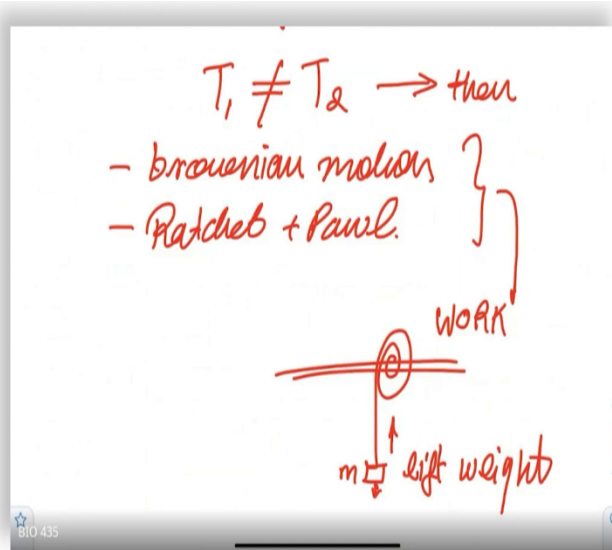 T₁ ≠ T₂ → then
- brownian motion
- Ratchet + Pawl.
WORK
m lift weight
BIO 435